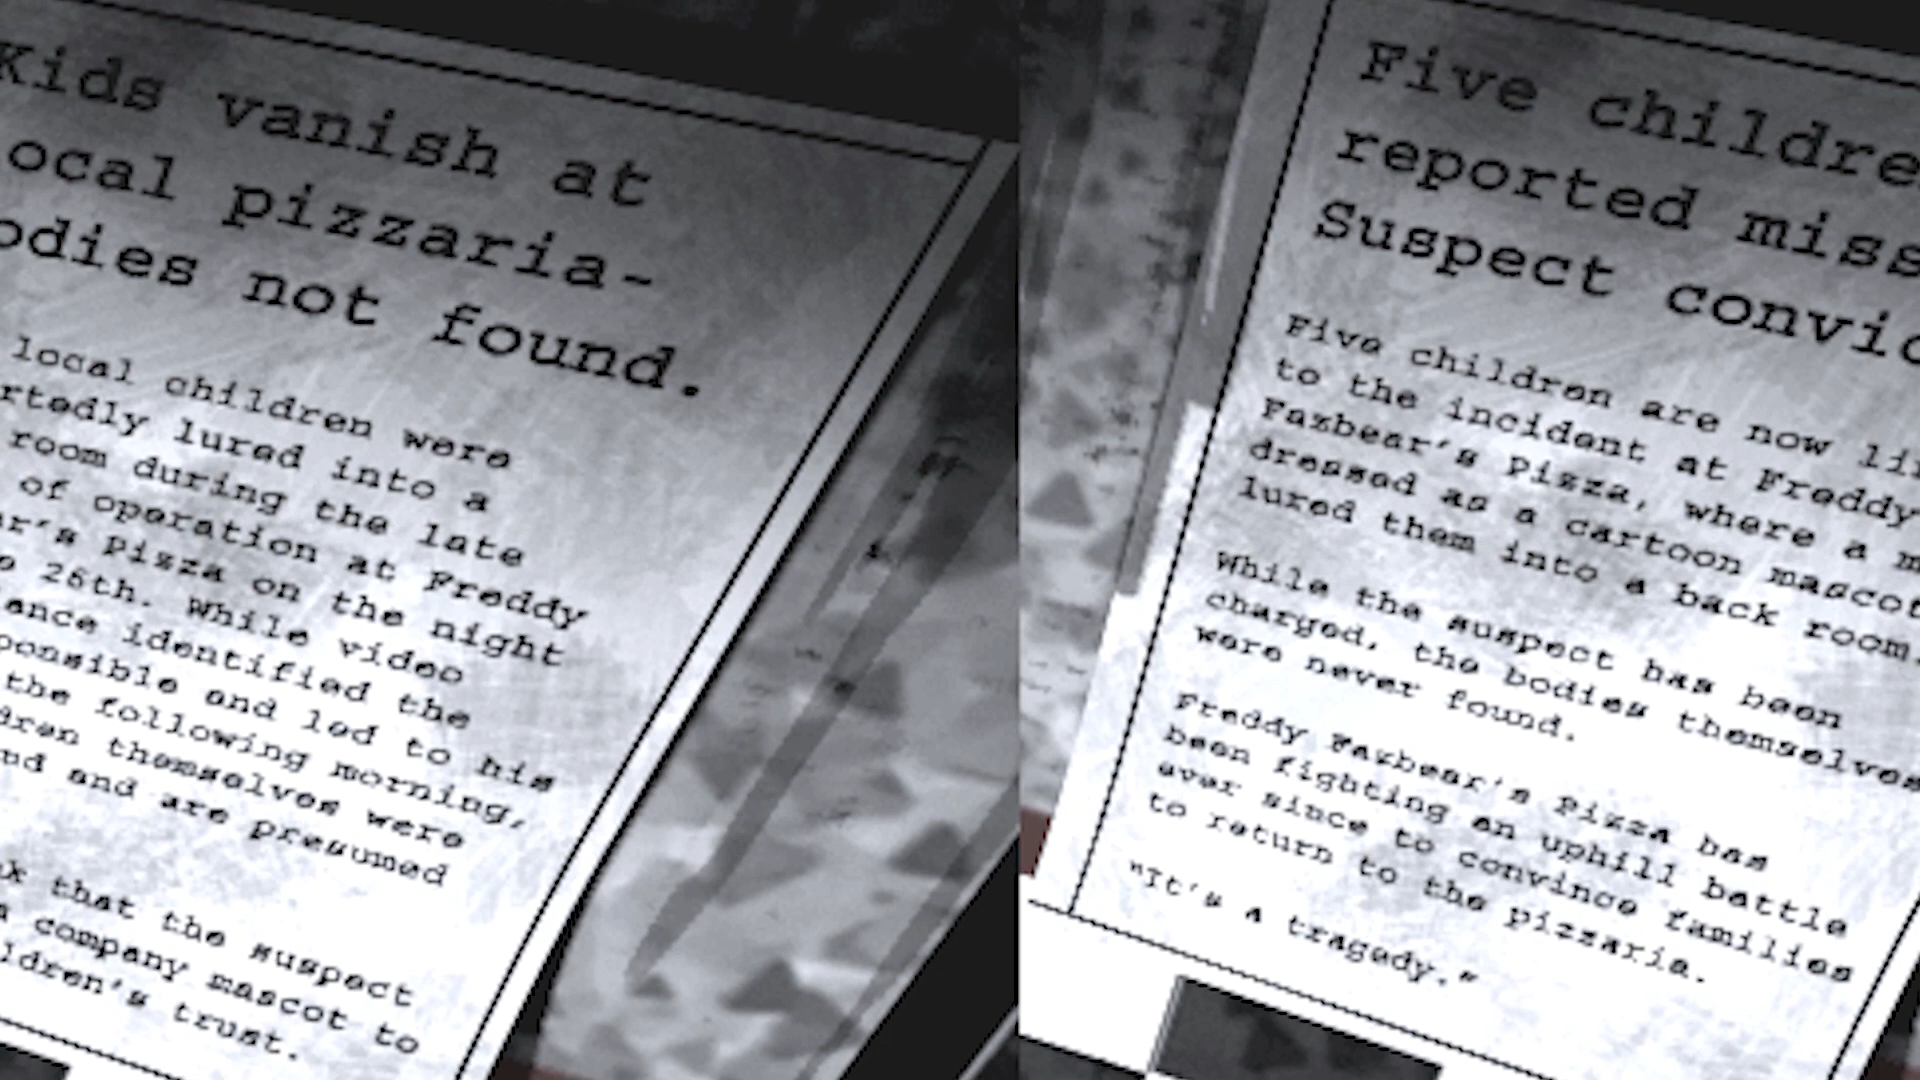 Kids vanish at
ocal pizzaria-
odies not found.
local children were
rtedly lured into a
room during the late
of operation at Freddy
ar's Pizza on the night
e 26th. While video
ance identified the
ponsible and led to his
the following morning,
dren themselves were
und and are presumed
k that the suspect
a company mascot to
ldren's trust.
Five childre
reported miss
Suspect convic
Five children are now li
to the incident at Freddy
Fazbear's Pizza, where a m
dressed as a cartoon mascot
lured them into a back room.
While the suspect has been
charged, the bodies themselves
were never found.
Freddy Fazbear's Pizza has
been fighting an uphill battle
ever since to convince families
to return to the pizzaria.
"It's a tragedy."